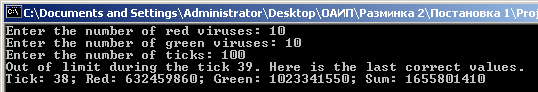 C:\Documents and Settings\Administrator\Desktop\ОАИП\Разминка 2\Постановка 1\Proj
Enter the number of red viruses: 10
Enter the number of green viruses: 10
Enter the number of ticks: 100
Out of limit during the tick 39. Here is the last correct values.
Tick: 38; Red: 632459860; Green: 1023341550; Sum: 1655801410